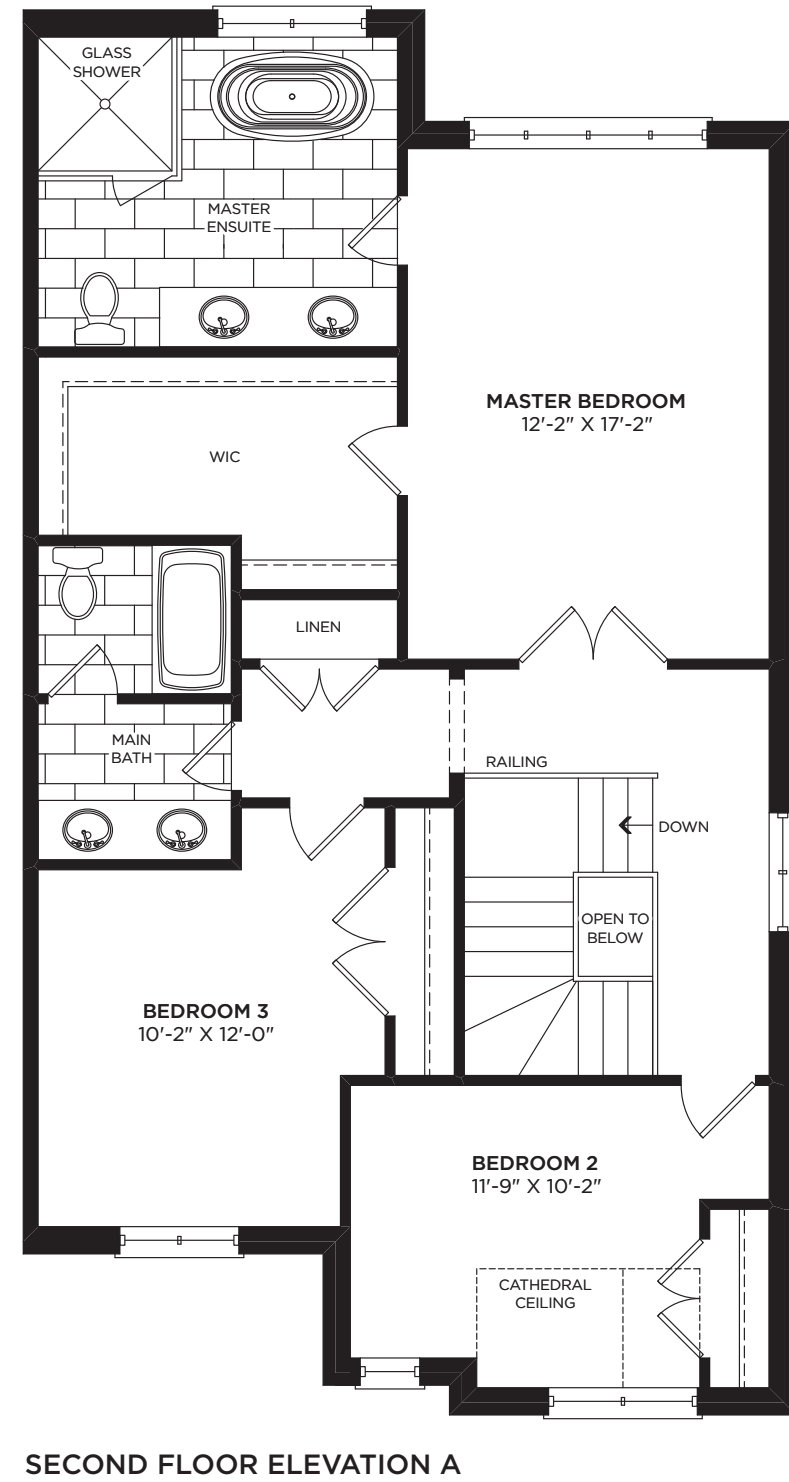 GLASS
SHOWER
MASTER
ENSUITE
MASTER BEDROOM
12'-2" X 17'-2"
WIC
LINEN
MAIN
BATH
RAILING
DOWN
OPEN TO
BELOW
BEDROOM 3
10'-2" X 12'-0"
BEDROOM 2
11'-9" X 10'-2"
CATHEDRAL
CEILING
SECOND FLOOR ELEVATION A